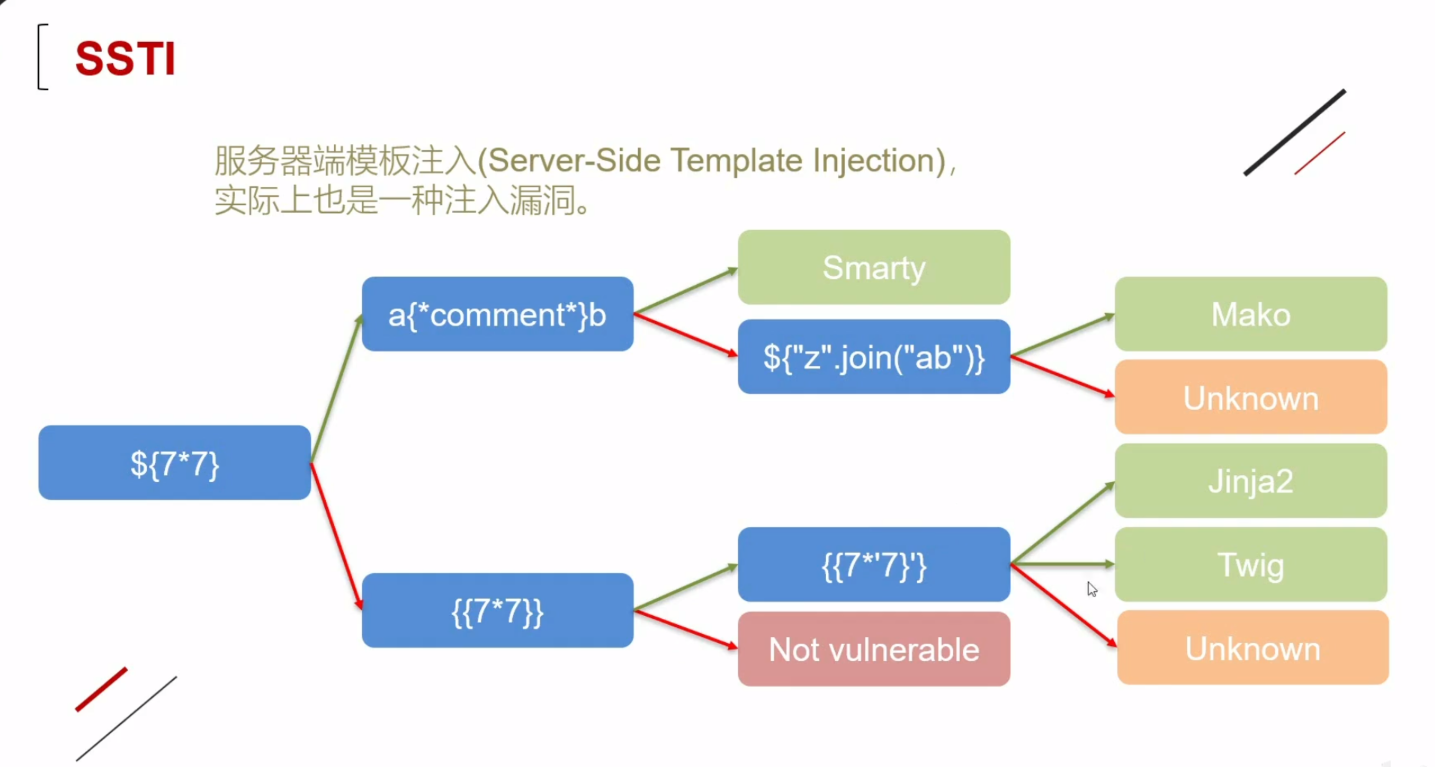 SSTI
服务器端模板注入(Server-Side Template Injection),
实际上也是一种注入漏洞。
Smarty
a{*comment*}b
Mako
${"z".join("ab")}
Unknown
${7*7}
Jinja2
{{7*'7}'}
Twig
{{7*7}}
Not vulnerable
Unknown